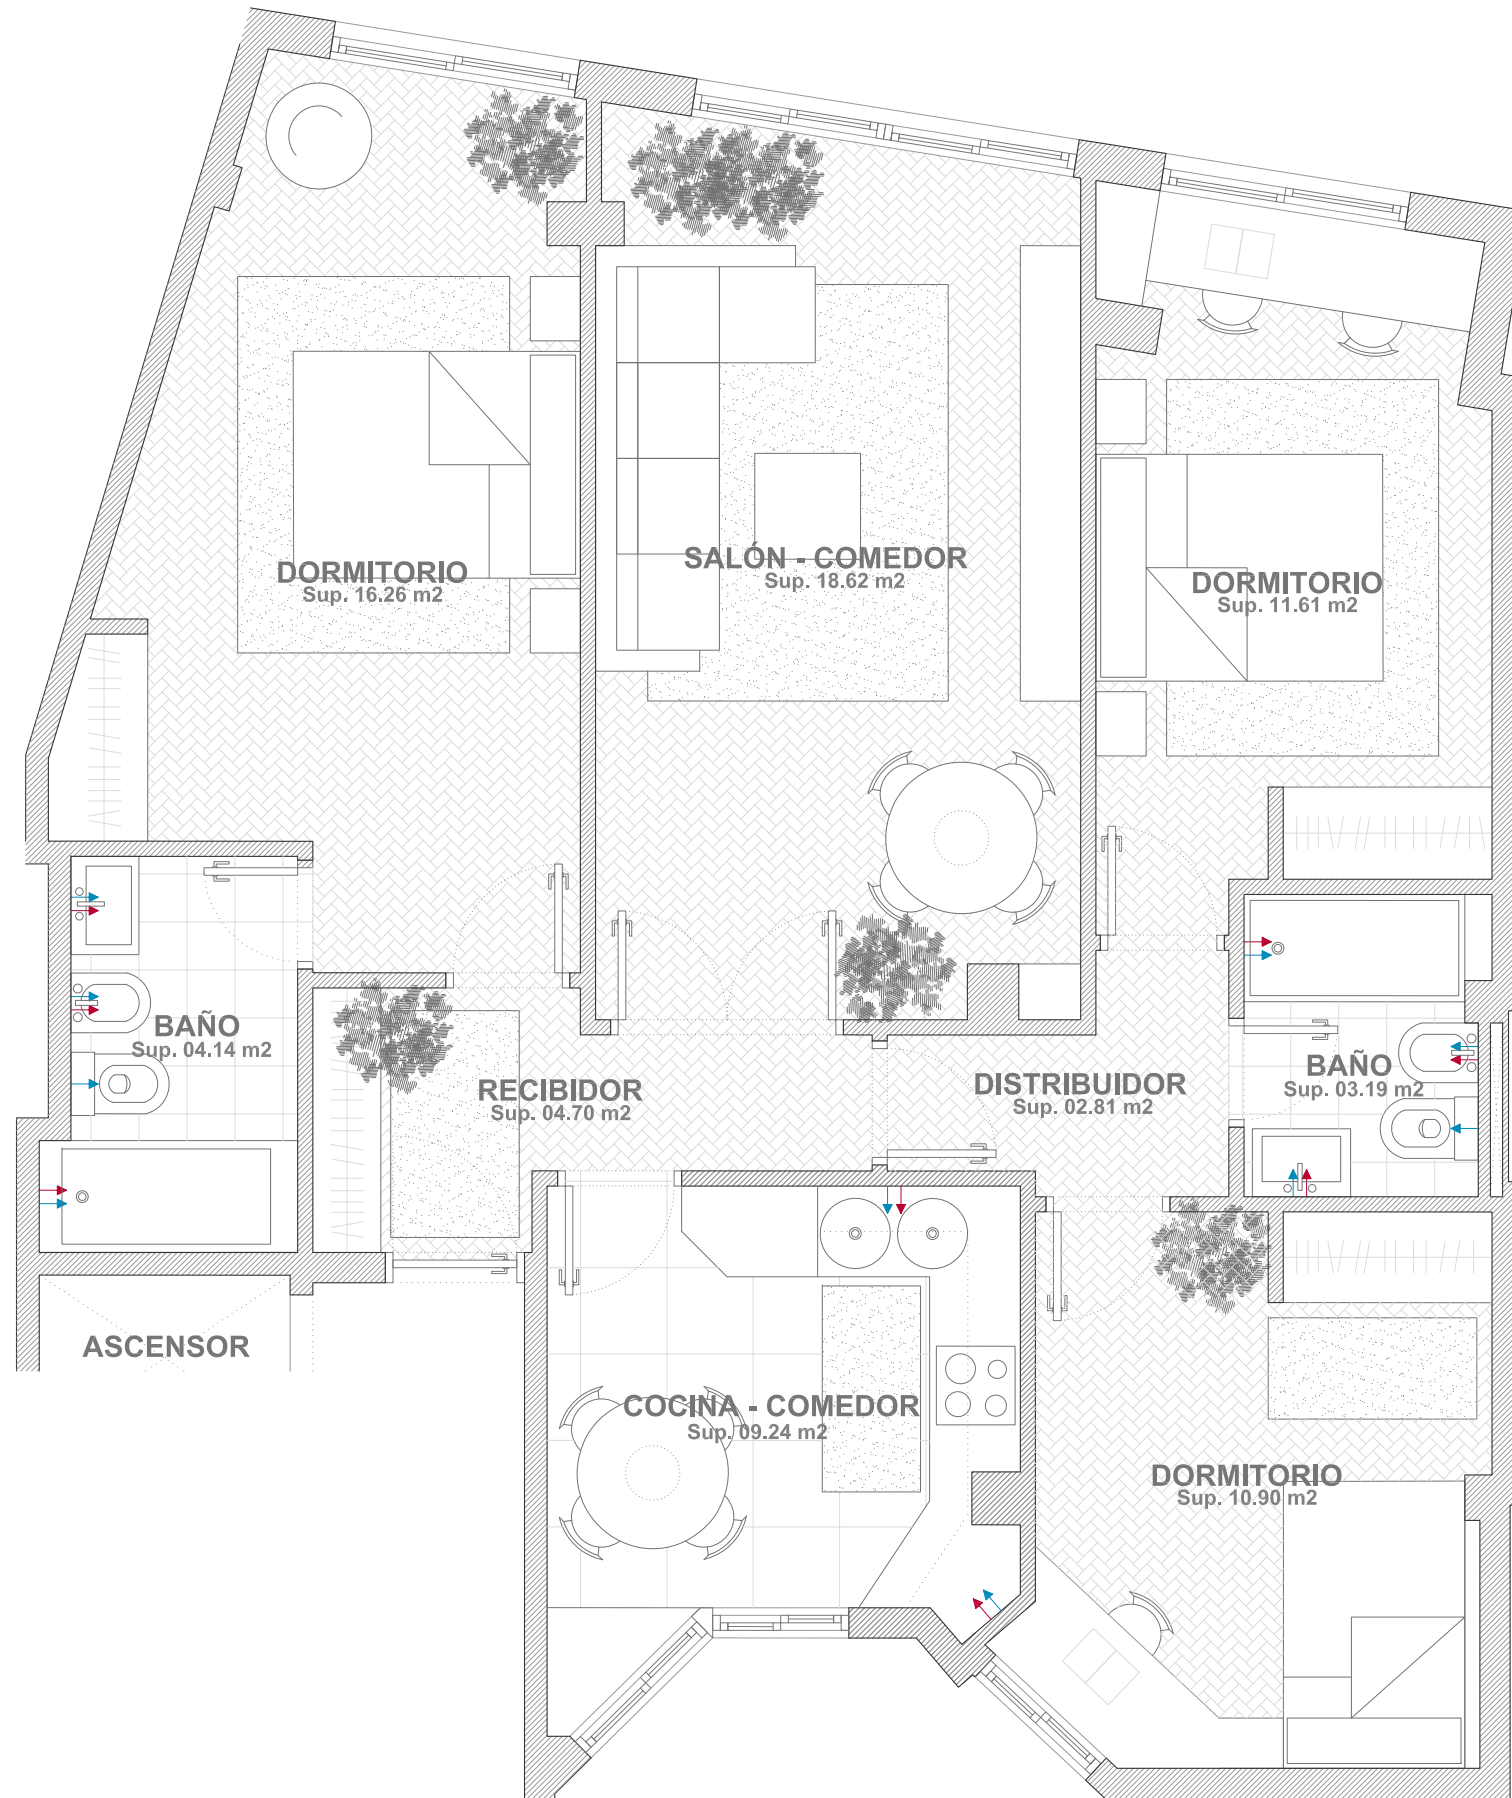 DORMITORIO
Sup. 16.26 m2
SALÓN - COMEDOR
Sup. 18.62 m2
DORMITORIO
Sup. 11.61 m2
BAÑO
Sup. 04.14 m2
RECIBIDOR
Sup. 04.70 m2
DISTRIBUIDOR
Sup. 02.81 m2
BAÑO
Sup. 03.19 m2
ASCENSOR
COCINA - COMEDOR
Sup. 09.24 m2
DORMITORIO
Sup. 10.90 m2